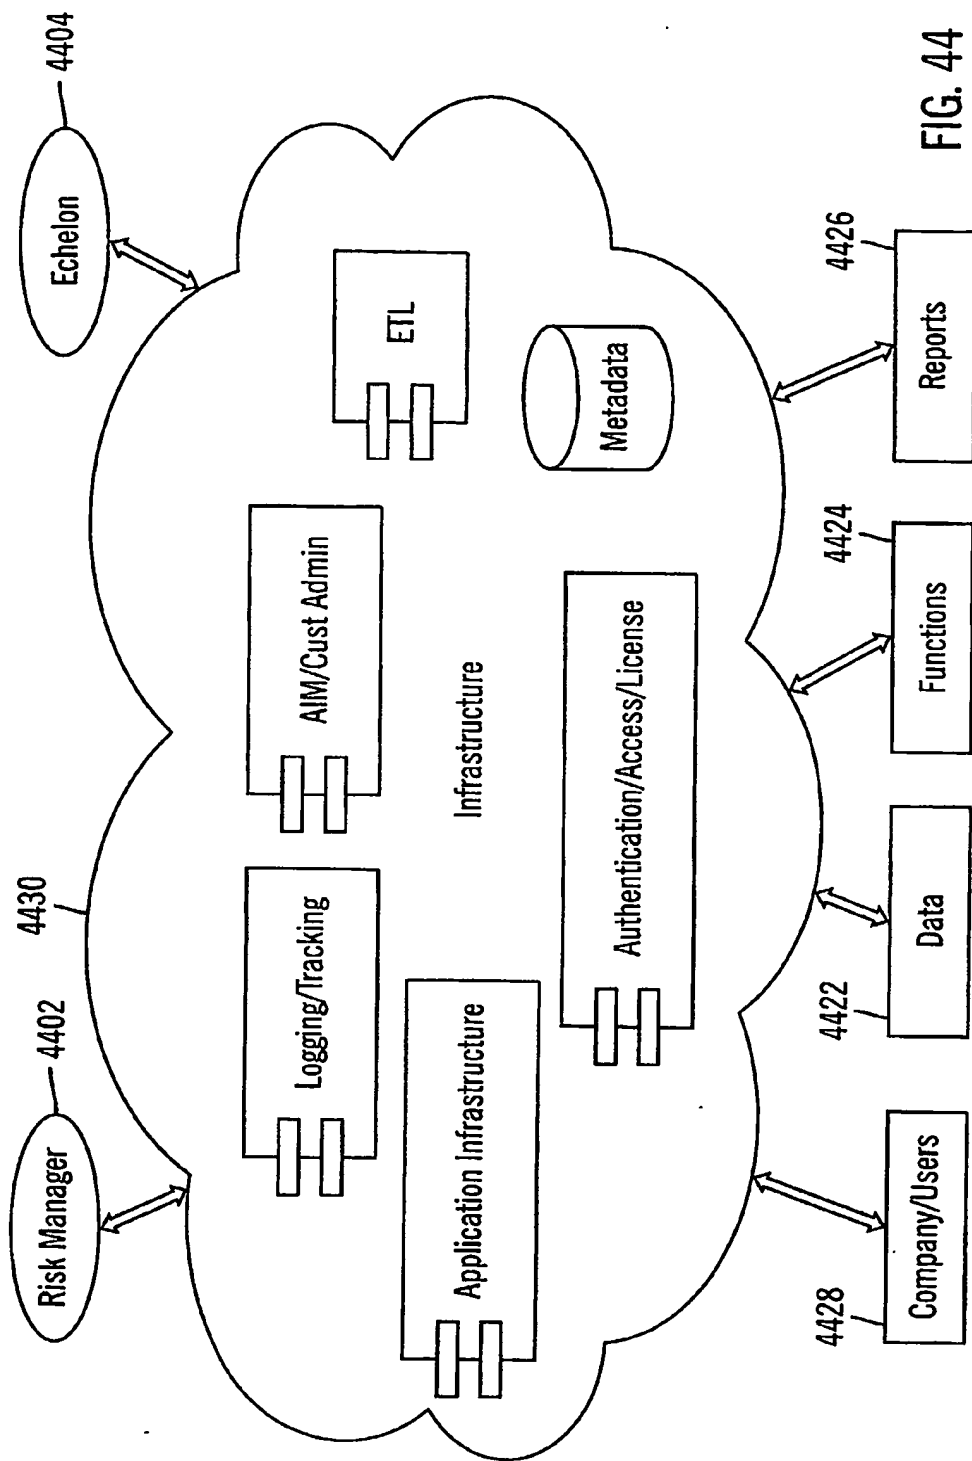 Risk Manager
4402
4430
Echelon
4404
Logging/Tracking
AIM/Cust Admin
ETL
Application Infrastructure
Infrastructure
Authentication/Access/License
Metadata
4428
Company/Users
4422
Data
4424
Functions
4426
Reports
FIG. 44